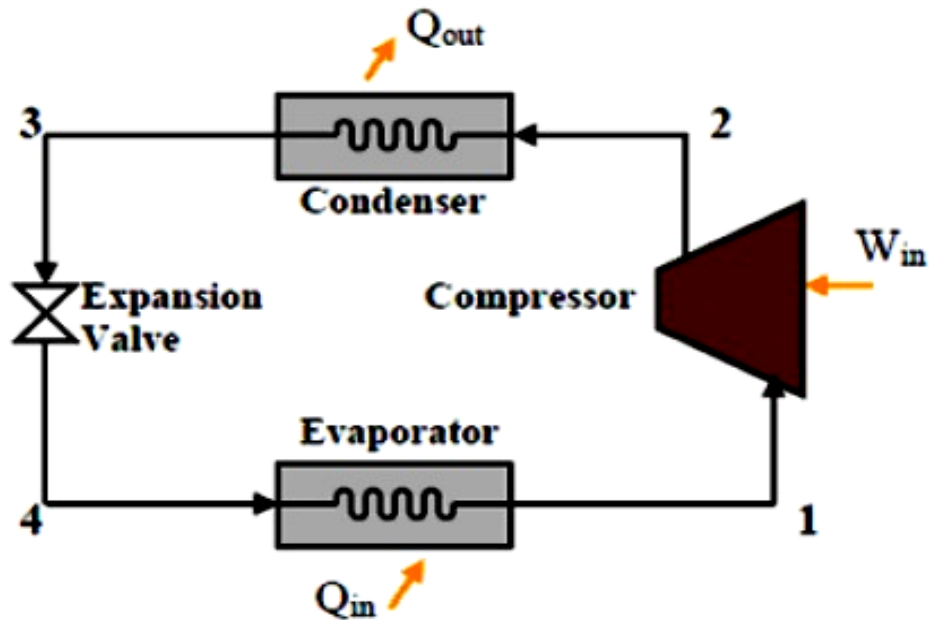 Qout
3
2
Condenser
Win
Expansion
Valve
Compressor
Evaporator
4
1
Qin